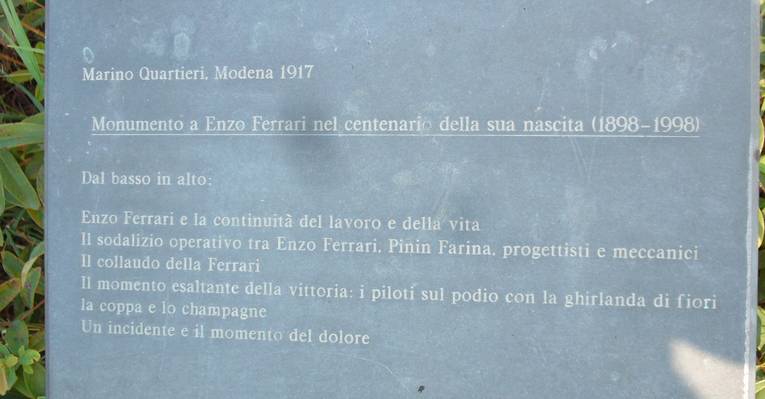 Marino Quartieri, Modena 1917
Monumento a Enzo Ferrari nel centenario della sua nascita (1898-1998)
Dal basso in alto:
Enzo Ferrari e la continuità del lavoro e della vita
Il sodalizio operativo tra Enzo Ferrari, Pinin Farina, progettisti e meccanici
Il collaudo della Ferrari
Il momento esaltante della vittoria: i piloti sul podio con la ghirlanda di fiori
la coppa e lo champagne
Un incidente e il momento del dolore